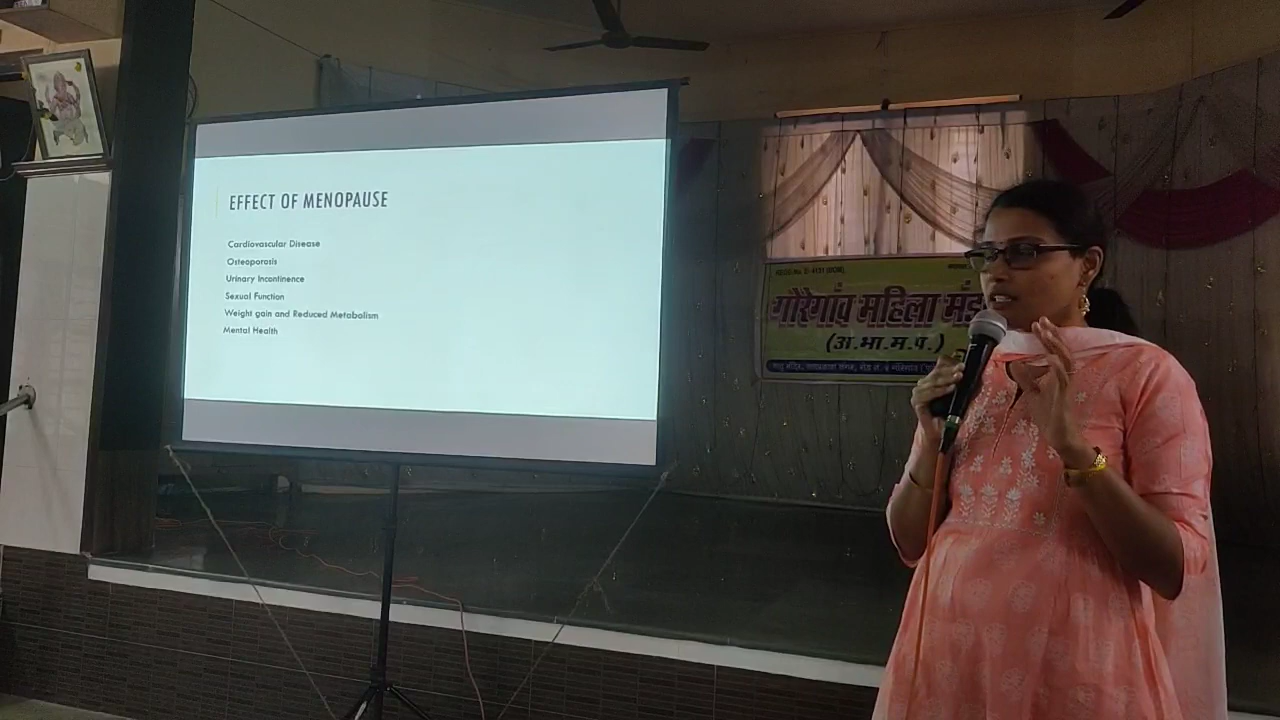 EFFECT OF MENOPAUSE
Cardiovascular Disease
Osteoporosis
Urinary Incontinence
Sexual Function
Weight gain and Reduced Metabolism
Mental Health
गोरेगांव महिला
(अ.भा.म.प.)